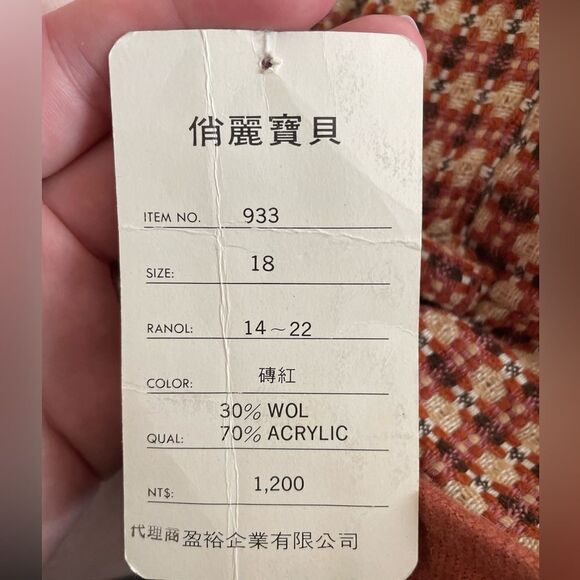 俏麗寶貝
ITEM NO. 933
SIZE: 18
RANOL: 14～22
COLOR: 磚紅
30% WOL
QUAL: 70% ACRYLIC
NT$: 1,200
代理商盈裕企業有限公司